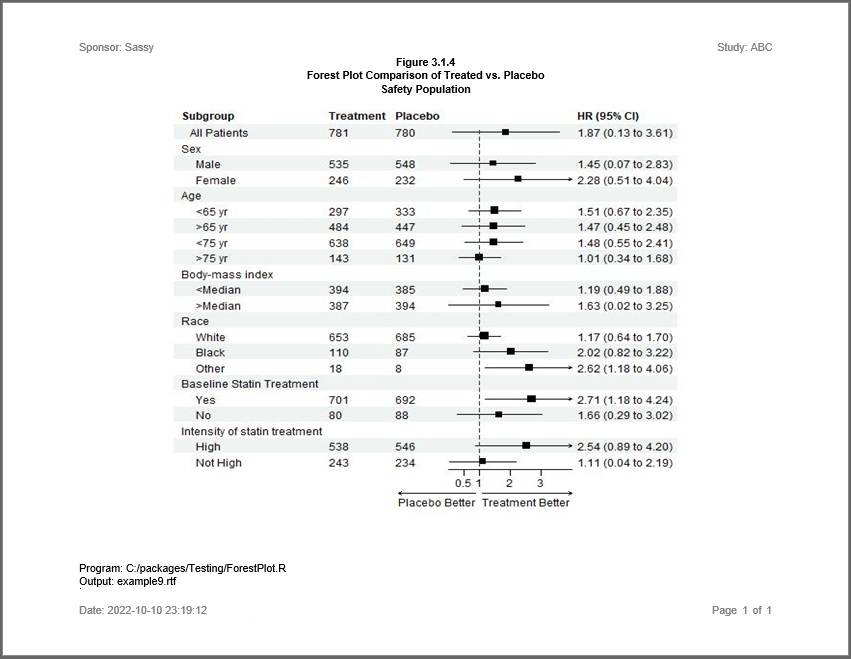 Sponsor: Sassy Study: ABC
Figure 3.1.4
Forest Plot Comparison of Treated vs. Placebo
Safety Population
Subgroup Treatment Placebo HR (95% CI)
All Patients 781 780 1.87 (0.13 to 3.61)
Sex
Male 535 548 1.45 (0.07 to 2.83)
Female 246 232 2.28 (0.51 to 4.04)
Age
<65 yr 297 333 1.51 (0.67 to 2.35)
>65 yr 484 447 1.47 (0.45 to 2.48)
<75 yr 638 649 1.48 (0.55 to 2.41)
>75 yr 143 131 1.01 (0.34 to 1.68)
Body-mass index
<Median 394 385 1.19 (0.49 to 1.88)
>Median 387 394 1.63 (0.02 to 3.25)
Race
White 653 685 1.17 (0.64 to 1.70)
Black 110 87 2.02 (0.82 to 3.22)
Other 18 8 2.62 (1.18 to 4.06)
Baseline Statin Treatment
Yes 701 692 2.71 (1.18 to 4.24)
No 80 88 1.66 (0.29 to 3.02)
Intensity of statin treatment
High 538 546 2.54 (0.89 to 4.20)
Not High 243 234 1.11 (0.04 to 2.19)
0.5 1 2 3
Placebo Better Treatment Better
Program: C:/packages/Testing/ForestPlot.R
Output: example9.rtf
Date: 2022-10-10 23:19:12 Page 1 of 1